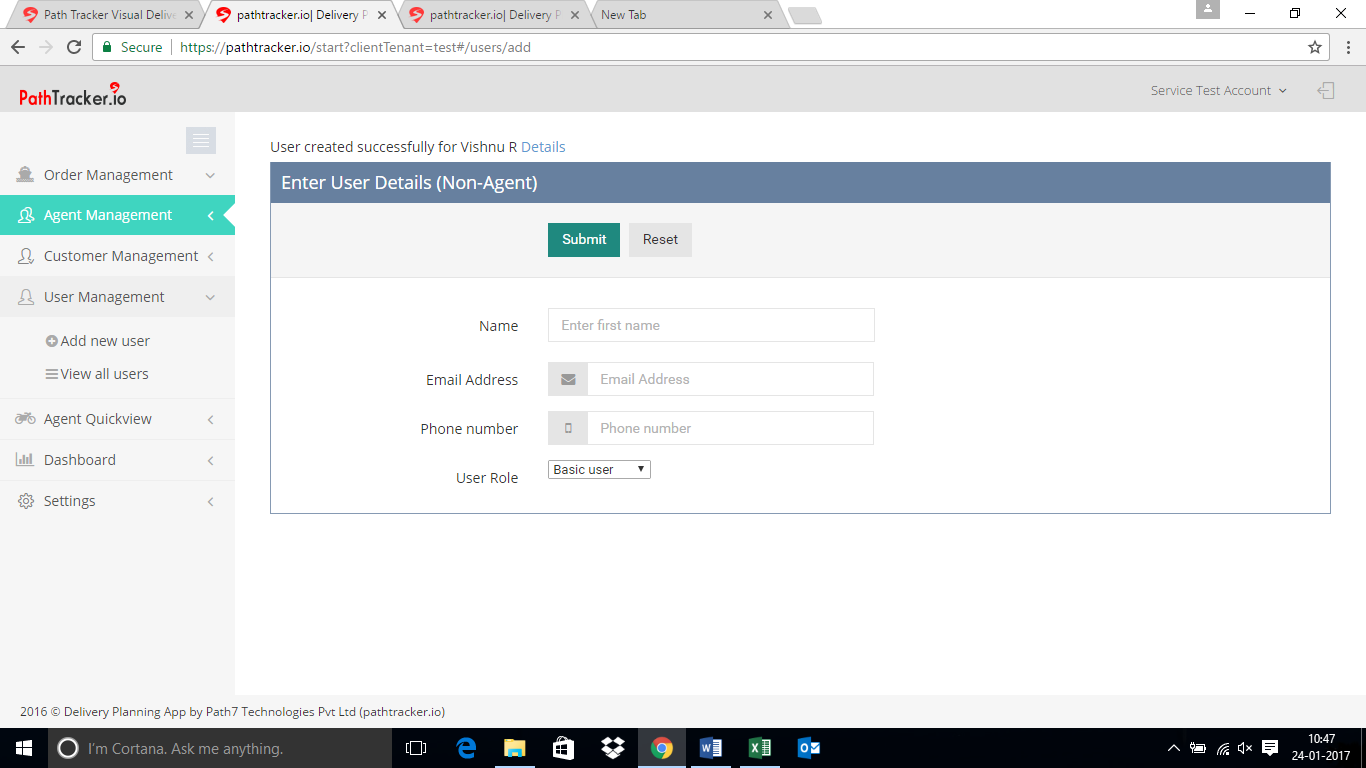 Path Tracker Visual Delive
pathtracker.io| Delivery P
pathtracker.io| Delivery P
New Tab
Secure
https://pathtracker.io/start?clientTenant=test#/users/add
PathTracker.io
Service Test Account
Order Management
Agent Management
Customer Management
User Management
Add new user
View all users
Agent Quickview
Dashboard
Settings
User created successfully for Vishnu R Details
Enter User Details (Non-Agent)
Submit Reset
Name Enter first name
Email Address Email Address
Phone number Phone number
User Role Basic user
2016 © Delivery Planning App by Path7 Technologies Pvt Ltd (pathtracker.io)
I'm Cortana. Ask me anything.
10:47
24-01-2017